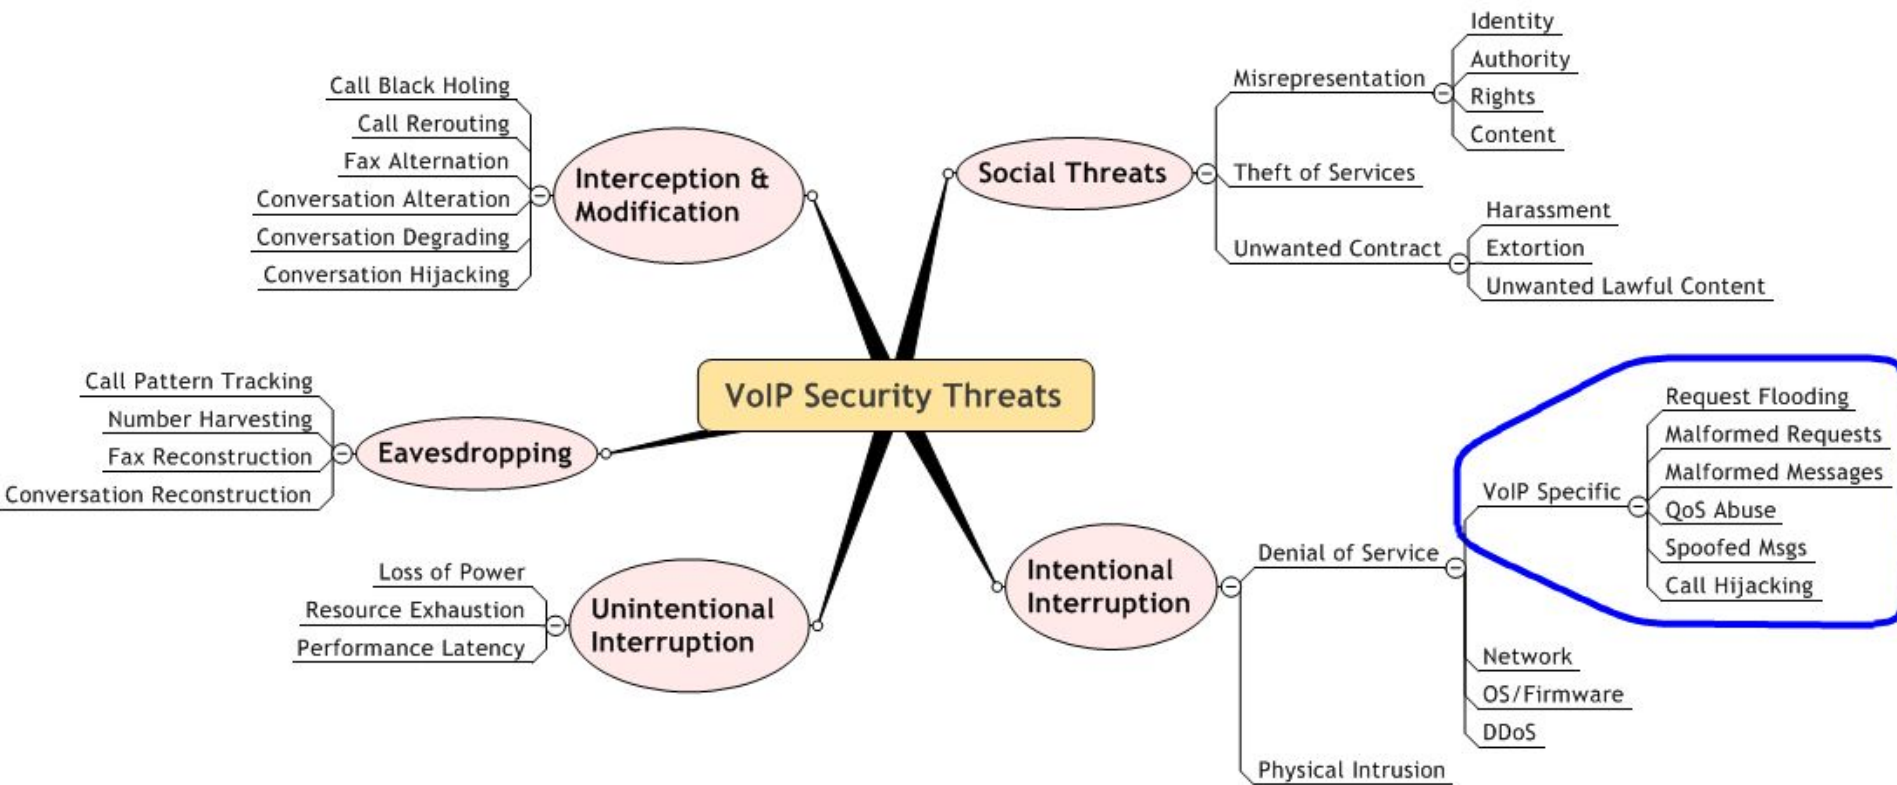 VoIP Security Threats
Interception &
Modification
Call Black Holing
Call Rerouting
Fax Alternation
Conversation Alteration
Conversation Degrading
Conversation Hijacking
Eavesdropping
Call Pattern Tracking
Number Harvesting
Fax Reconstruction
Conversation Reconstruction
Unintentional
Interruption
Loss of Power
Resource Exhaustion
Performance Latency
Social Threats
Misrepresentation
Identity
Authority
Rights
Content
Theft of Services
Unwanted Contract
Harassment
Extortion
Unwanted Lawful Content
Intentional
Interruption
Denial of Service
VoIP Specific
Request Flooding
Malformed Requests
Malformed Messages
QoS Abuse
Spoofed Msgs
Call Hijacking
Network
OS/Firmware
DDoS
Physical Intrusion